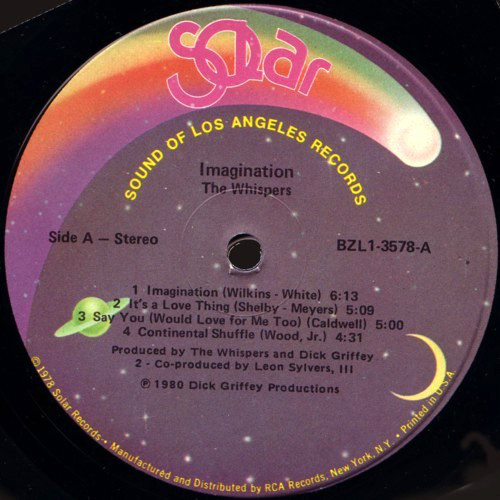 Solar
SOUND OF LOS ANGELES RECORDS
Imagination
The Whispers
Side A — Stereo
BZL1-3578-A
1 Imagination (Wilkins - White) 6:13
2 It's a Love Thing (Shelby - Meyers) 5:09
3 Say You (Would Love for Me Too) (Caldwell) 5:00
4 Continental Shuffle (Wood, Jr.) 4:31
Produced by The Whispers and Dick Griffey
2 - Co-produced by Leon Sylvers, III
℗ 1980 Dick Griffey Productions
©1978 Solar Records • Manufactured and Distributed by RCA Records, New York, N.Y. • Printed in U.S.A.